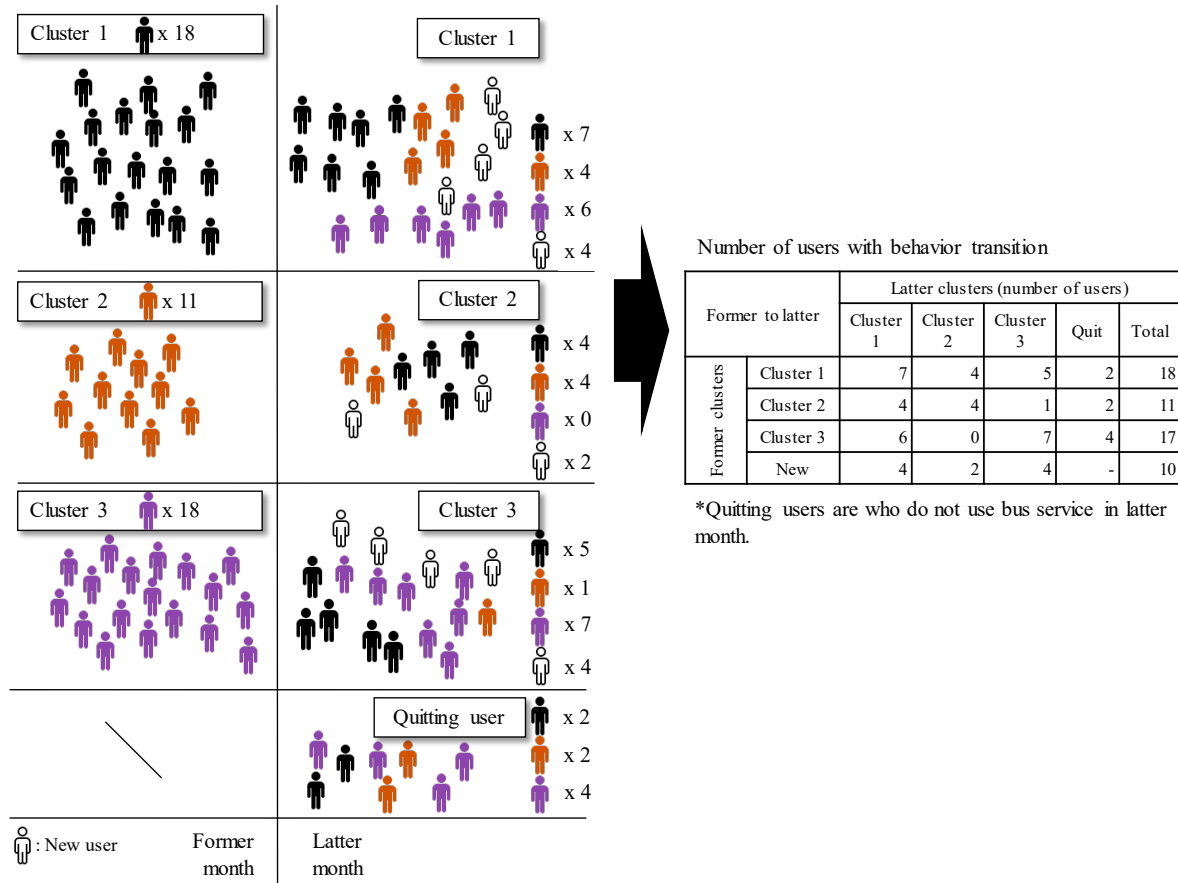 Cluster 1 x 18
Cluster 1
x 7
x 4
x 6
x 4
Cluster 2 x 11
Cluster 2
x 4
x 4
x 0
x 2
Cluster 3 x 18
Cluster 3
x 5
x 1
x 7
x 4
Quitting user
x 2
x 2
x 4
: New user
Former
month
Latter
month
Number of users with behavior transition
Former to latter
Latter clusters (number of users)
Cluster
1
Cluster
2
Cluster
3
Quit
Total
Former clusters
Cluster 1 7 4 5 2 18
Cluster 2 4 4 1 2 11
Cluster 3 6 0 7 4 17
New 4 2 4 - 10
*Quitting users are who do not use bus service in latter
month.